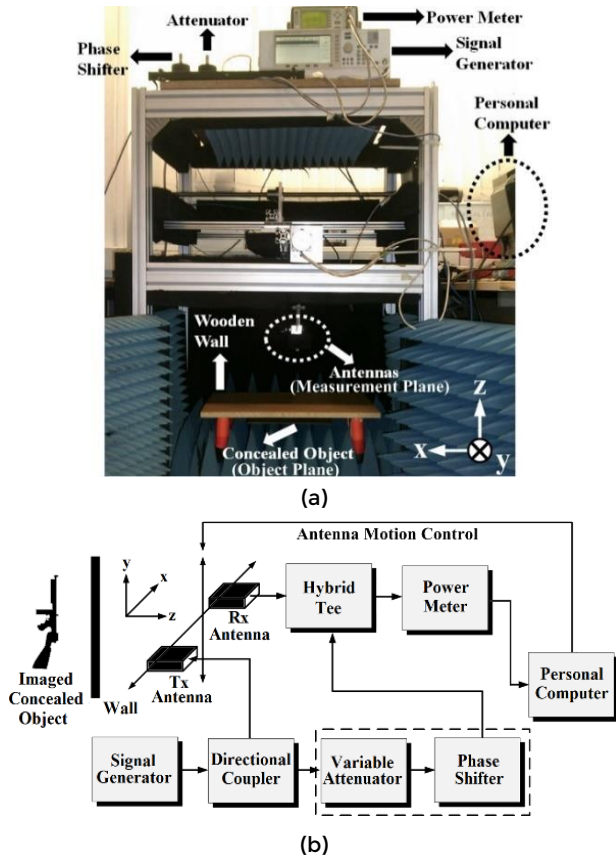 Attenuator
Power Meter
Phase
Shifter
Signal
Generator
Personal
Computer
Wooden
Wall
Antennas
(Measurement Plane)
Concealed Object
(Object Plane)
z
x
y
(a)
Antenna Motion Control
y
x
z
Rx
Antenna
Hybrid
Tee
Power
Meter
Imaged
Concealed
Object
Wall
Tx
Antenna
Personal
Computer
Signal
Generator
Directional
Coupler
Variable
Attenuator
Phase
Shifter
(b)